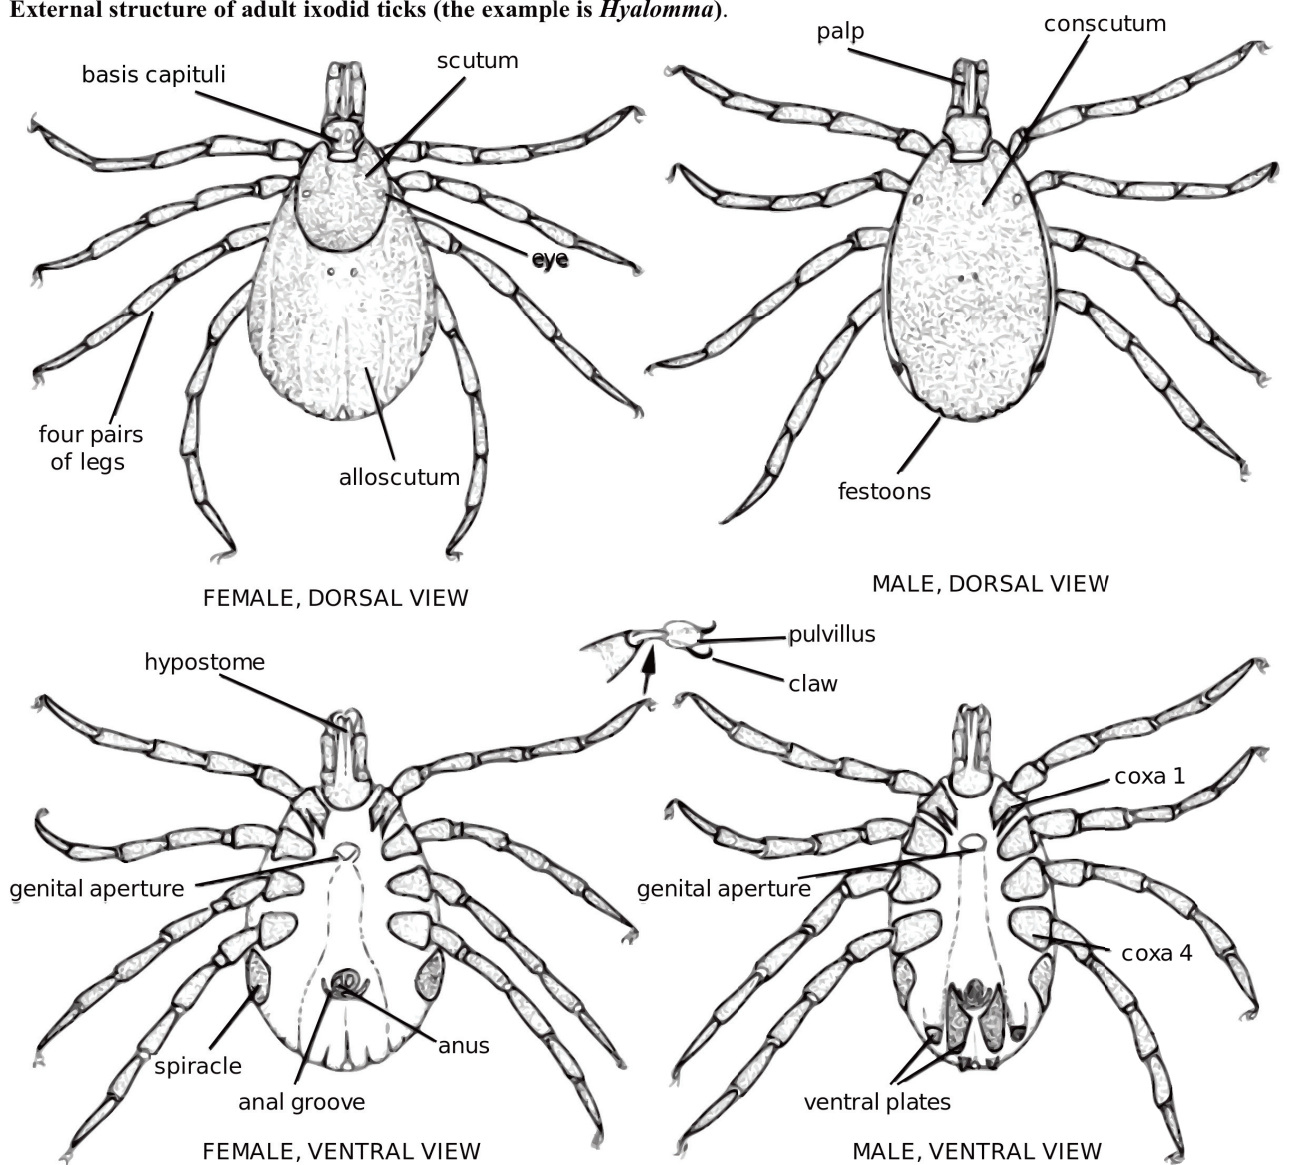 External structure of adult ixodid ticks (the example is Hyalomma).
basis capituli
scutum
eye
four pairs
of legs
alloscutum
FEMALE, DORSAL VIEW
palp
conscutum
festoons
MALE, DORSAL VIEW
hypostome
pulvillus
claw
genital aperture
spiracle
anal groove
anus
FEMALE, VENTRAL VIEW
coxa 1
genital aperture
coxa 4
ventral plates
MALE, VENTRAL VIEW